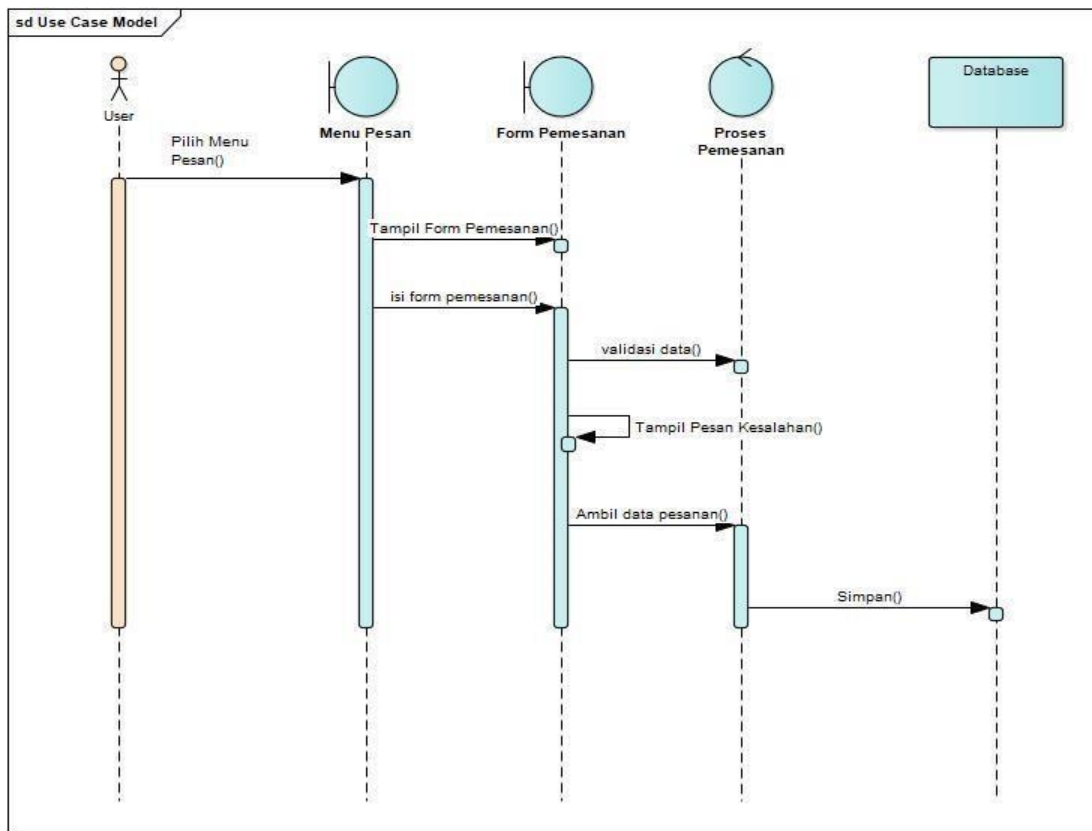 sd Use Case Model
User
Menu Pesan
Form Pemesanan
Proses
Pemesanan
Database
Pilih Menu
Pesan()
Tampil Form Pemesanan()
isi form pemesanan()
validasi data()
Tampil Pesan Kesalahan()
Ambil data pesanan()
Simpan()